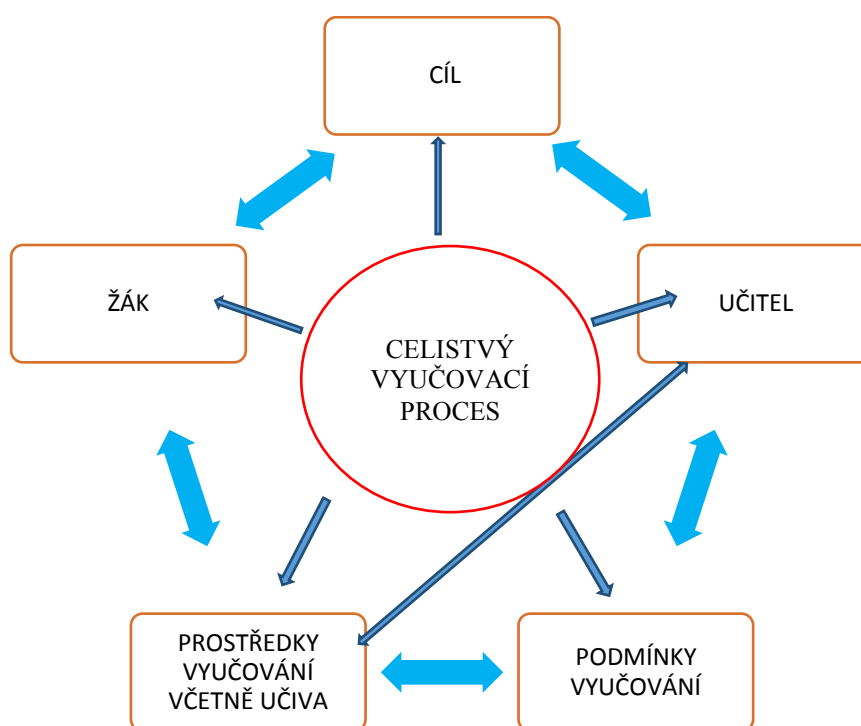 CÍL
ŽÁK
UČITEL
CELISTVÝ
VYUČOVACÍ
PROCES
PROSTŘEDKY
VYUČOVÁNÍ
VČETNĚ UČIVA
PODMÍNKY
VYUČOVÁNÍ